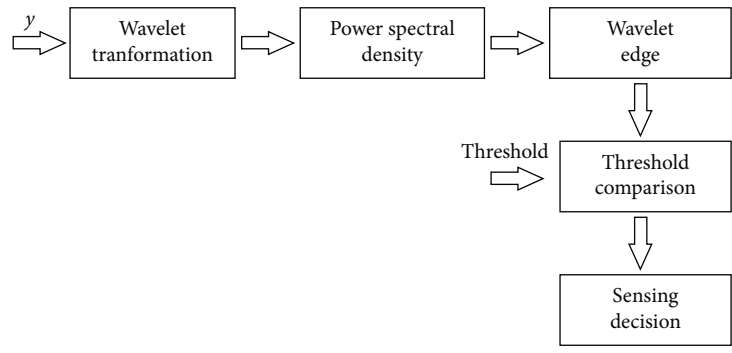 y
Wavelet
tranformation
Power spectral
density
Wavelet
edge
Threshold
Threshold
comparison
Sensing
decision